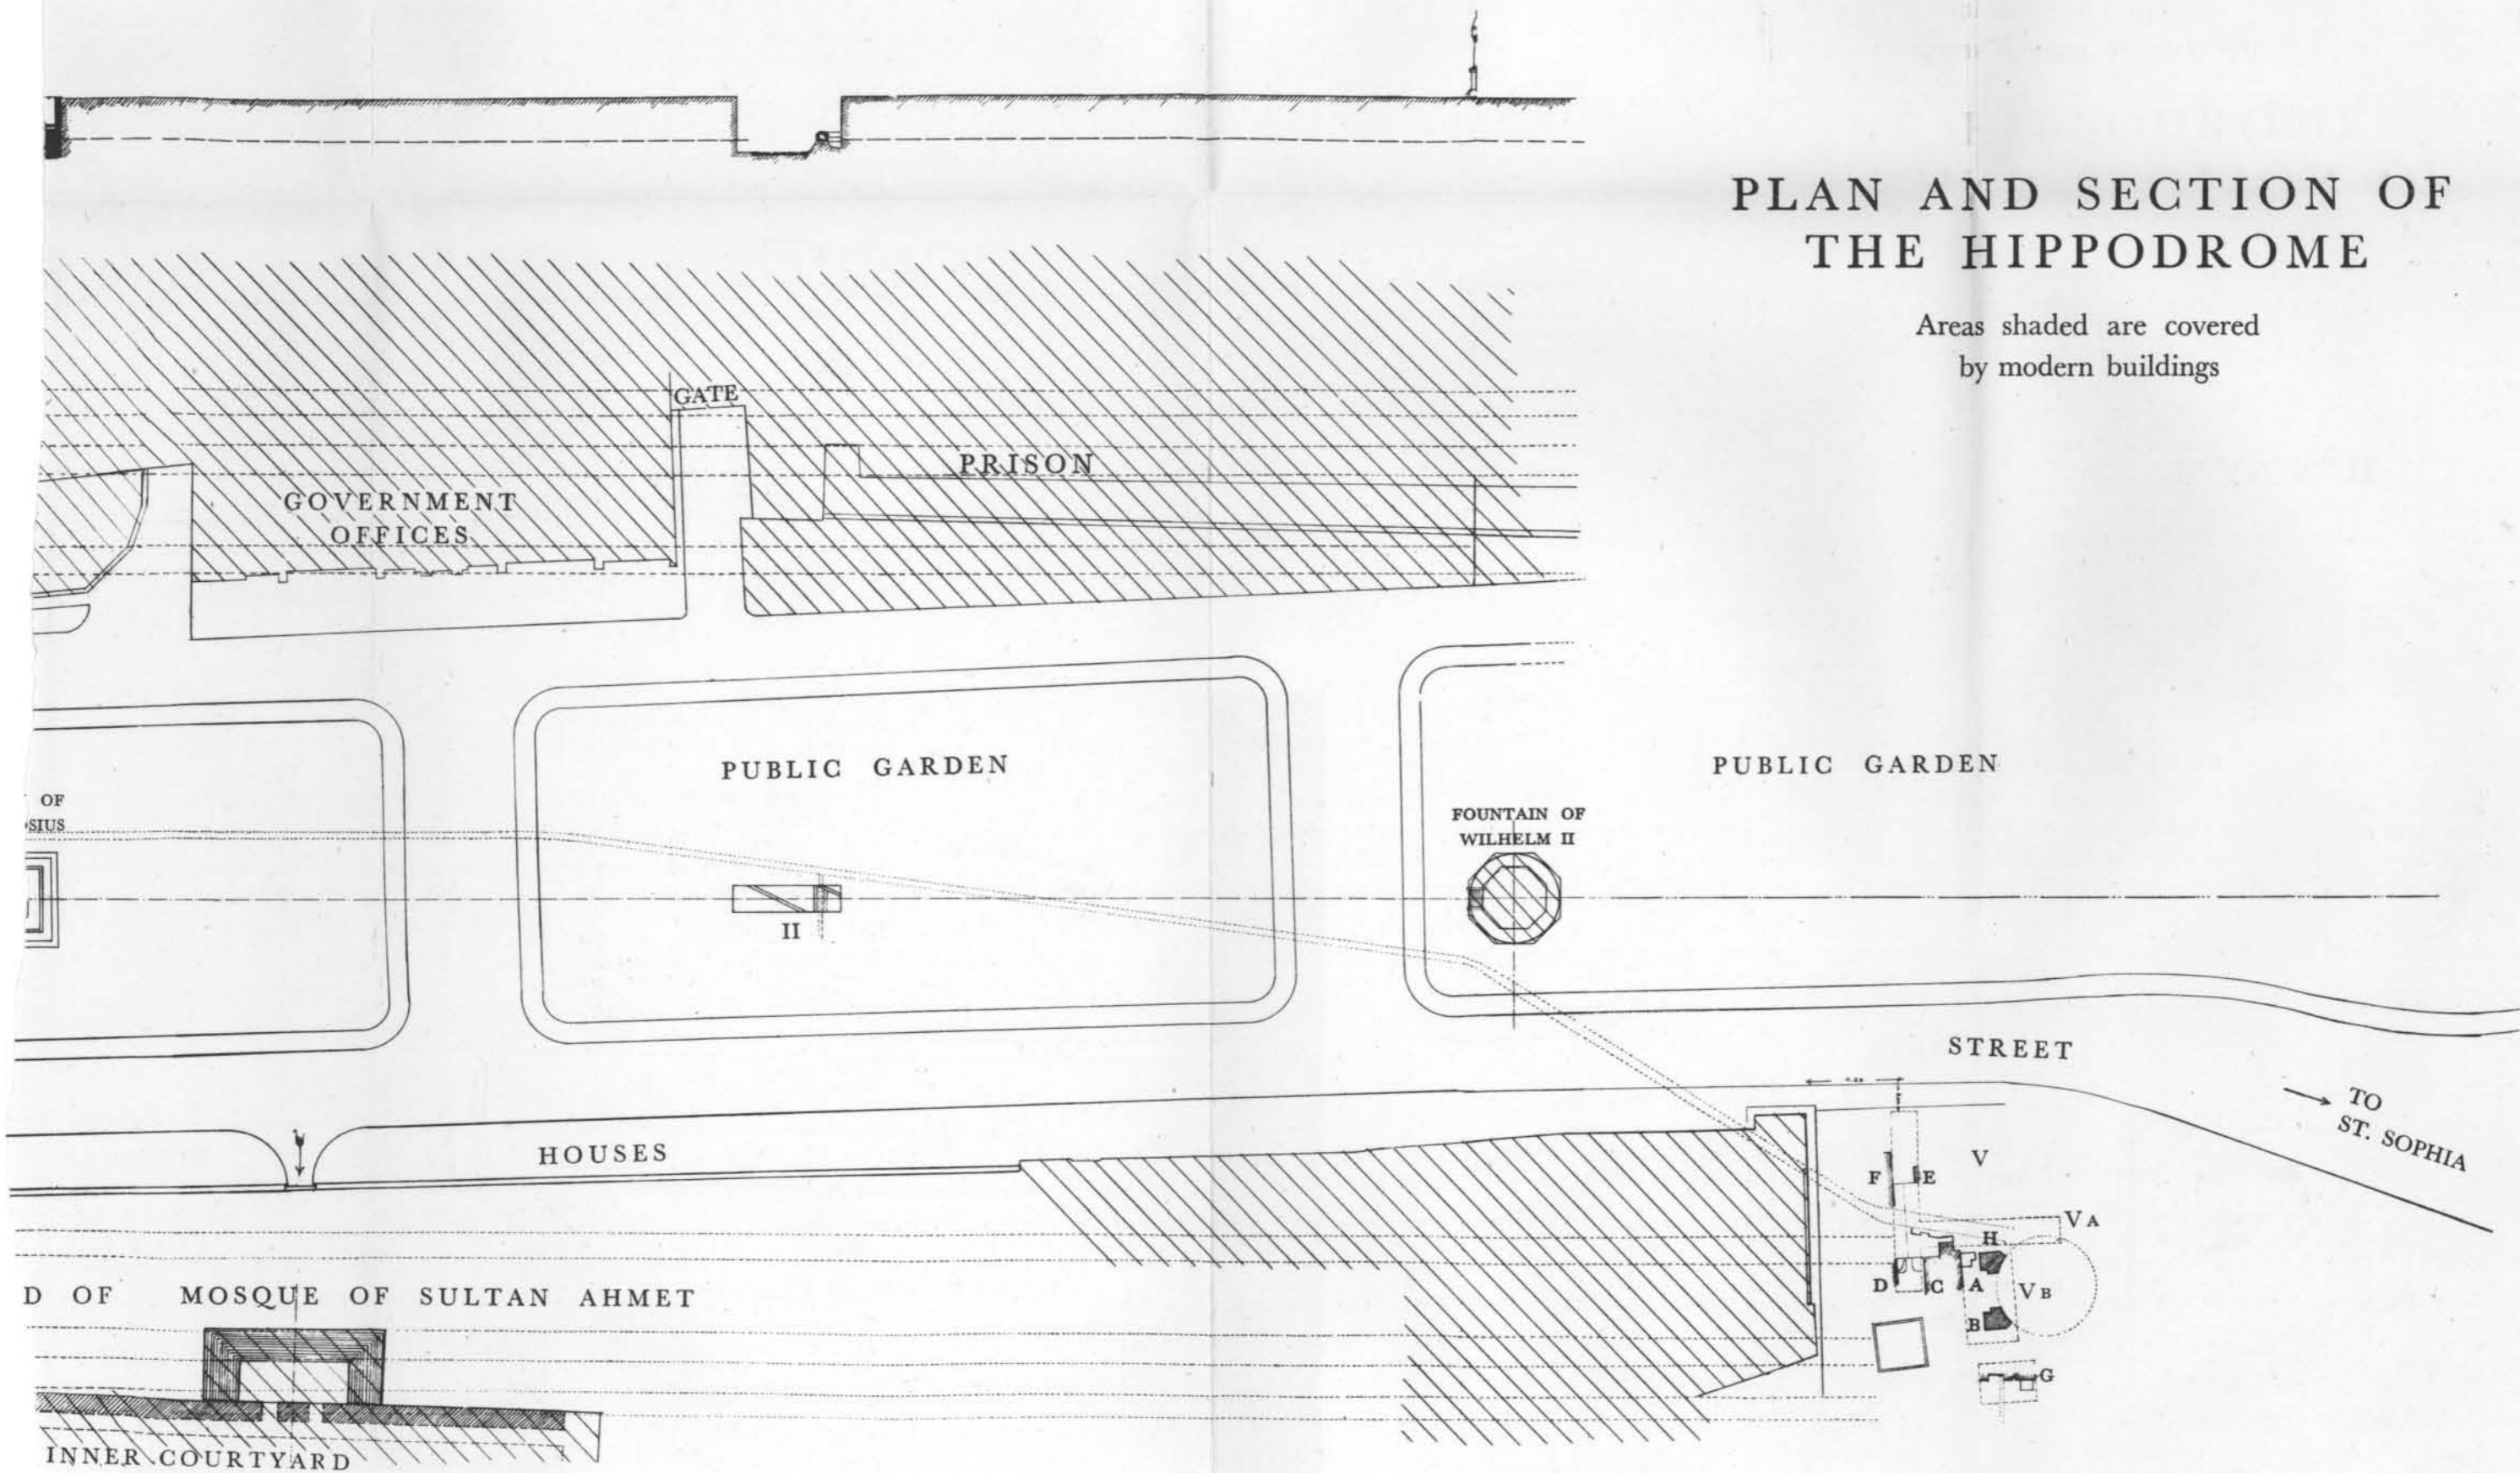 PLAN AND SECTION OF
THE HIPPODROME
Areas shaded are covered
by modern buildings
GATE
PRISON
GOVERNMENT
OFFICES
PUBLIC GARDEN
PUBLIC GARDEN
OF
SIUS
FOUNTAIN OF
WILHELM II
II
STREET
TO
ST. SOPHIA
HOUSES
V
F
E
V A
H
D
C
A
V B
B
G
D OF MOSQUE OF SULTAN AHMET
INNER COURTYARD